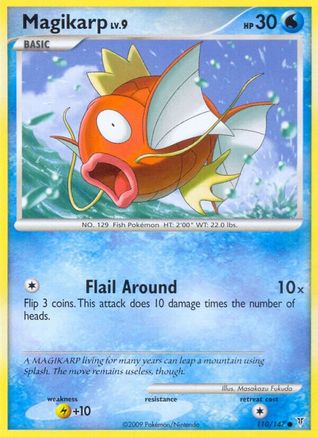 Magikarp LV.9 HP 30
BASIC
NO. 129 Fish Pokémon HT: 2'00" WT: 22.0 lbs.
Flail Around 10x
Flip 3 coins. This attack does 10 damage times the number of
heads.
A MAGIKARP living for many years can leap a mountain using
Splash. The move remains useless, though.
Illus. Masakazu Fukuda
weakness resistance retreat cost
+10
110/147
©2009 Pokémon/Nintendo